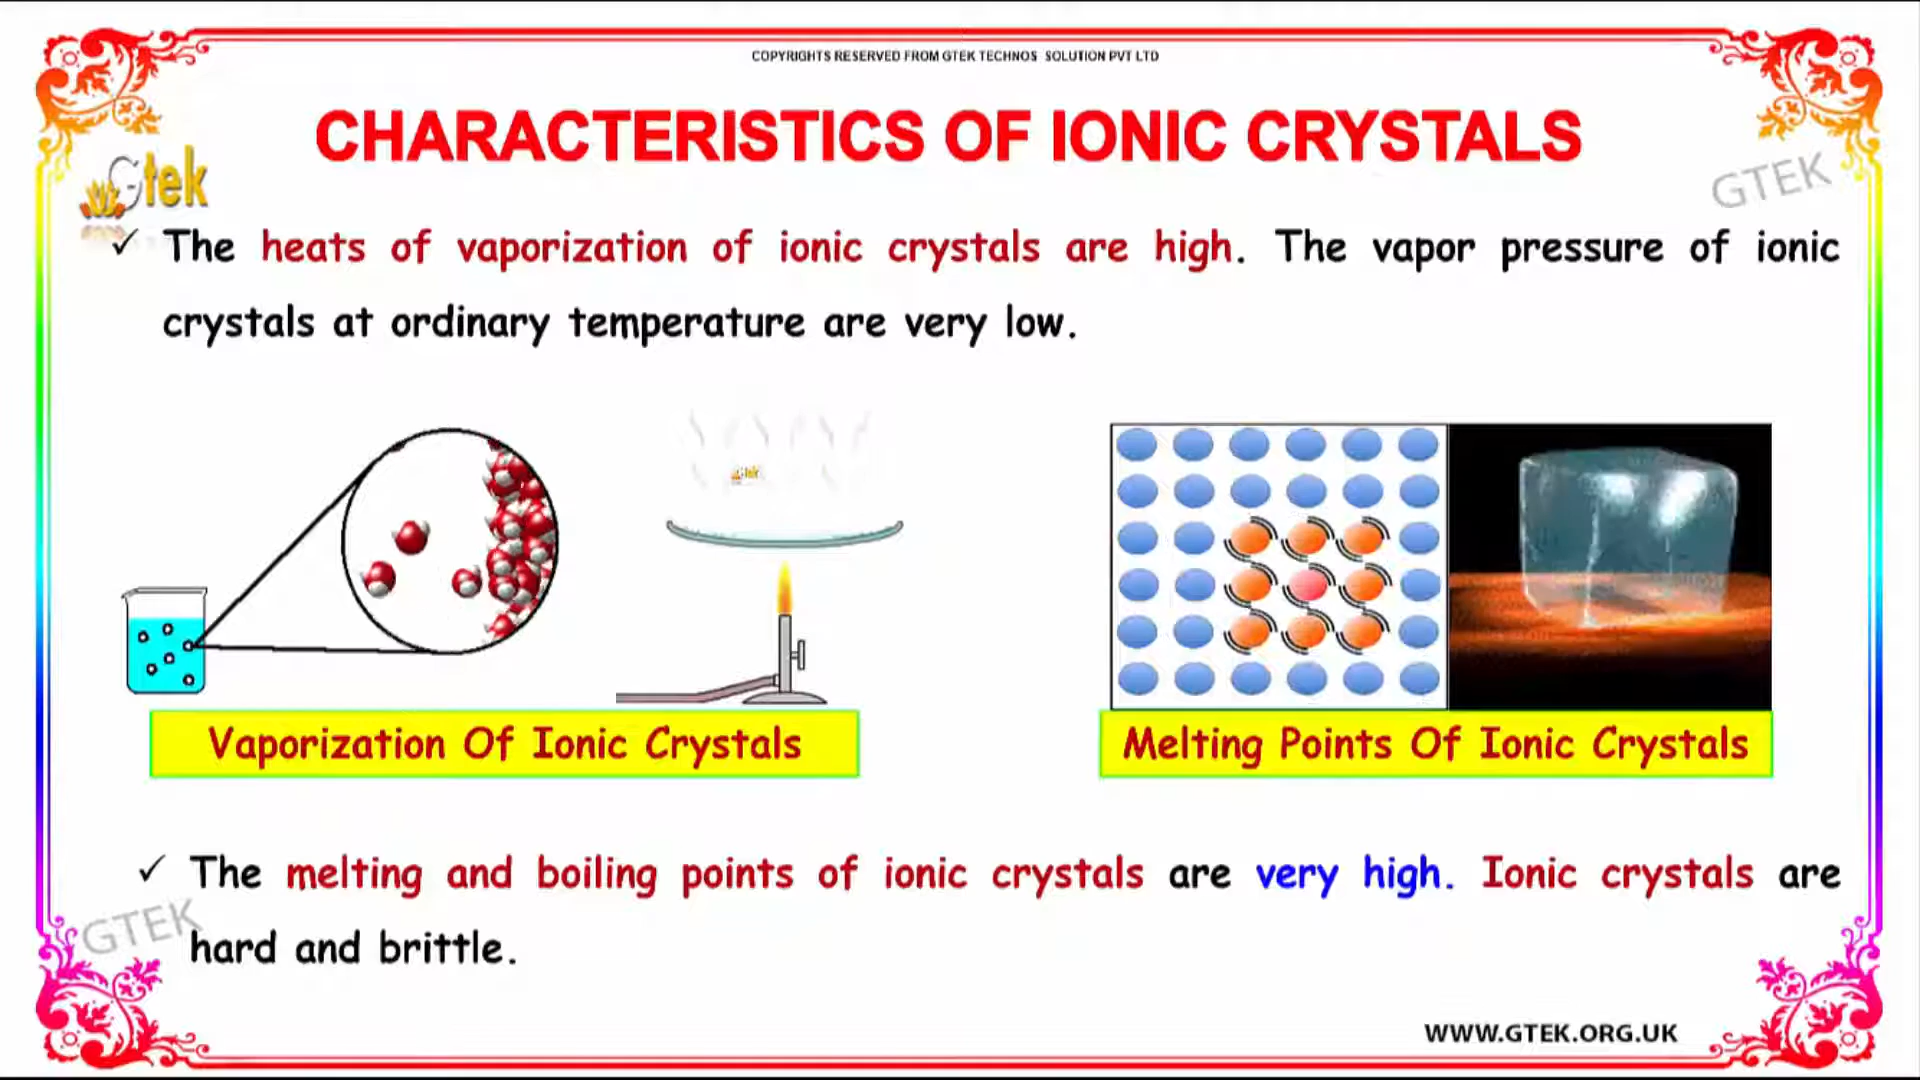 COPYRIGHTS RESERVED FROM GTEK TECHNOS SOLUTION PVT LTD
CHARACTERISTICS OF IONIC CRYSTALS
Gtek
GTEK
✓ The heats of vaporization of ionic crystals are high. The vapor pressure of ionic
crystals at ordinary temperature are very low.
Vaporization Of Ionic Crystals
Melting Points Of Ionic Crystals
✓ The melting and boiling points of ionic crystals are very high. Ionic crystals are
GTEK
hard and brittle.
WWW.GTEK.ORG.UK